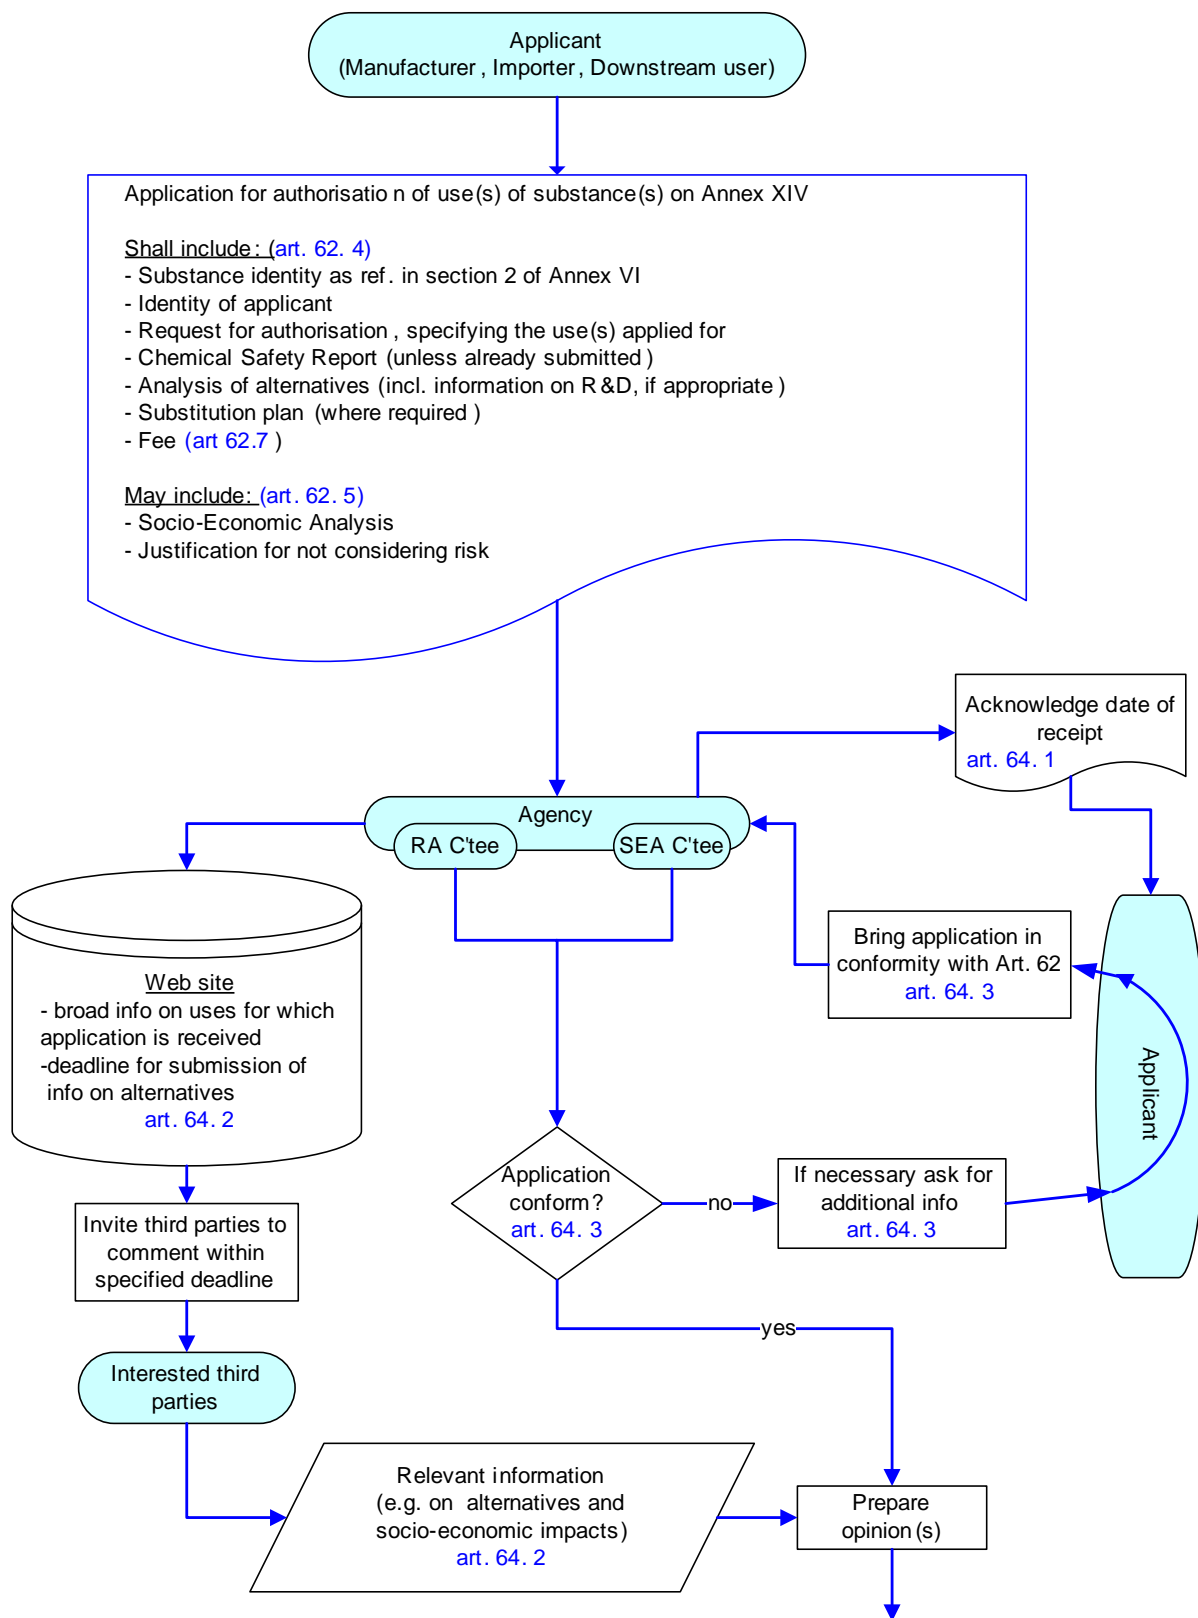 Applicant
(Manufacturer, Importer, Downstream user)
Application for authorisation of use(s) of substance(s) on Annex XIV
Shall include: (art. 62. 4)
- Substance identity as ref. in section 2 of Annex VI
- Identity of applicant
- Request for authorisation, specifying the use(s) applied for
- Chemical Safety Report (unless already submitted)
- Analysis of alternatives (incl. information on R&D, if appropriate)
- Substitution plan (where required)
- Fee (art 62.7)
May include: (art. 62. 5)
- Socio-Economic Analysis
- Justification for not considering risk
Acknowledge date of
receipt
art. 64. 1
Agency
RA C'tee
SEA C'tee
Bring application in
conformity with Art. 62
art. 64. 3
Applicant
Web site
- broad info on uses for which
application is received
-deadline for submission of
info on alternatives
art. 64. 2
Application
conform?
art. 64. 3
no
If necessary ask for
additional info
art. 64. 3
Invite third parties to
comment within
specified deadline
yes
Interested third
parties
Relevant information
(e.g. on alternatives and
socio-economic impacts)
art. 64. 2
Prepare
opinion(s)